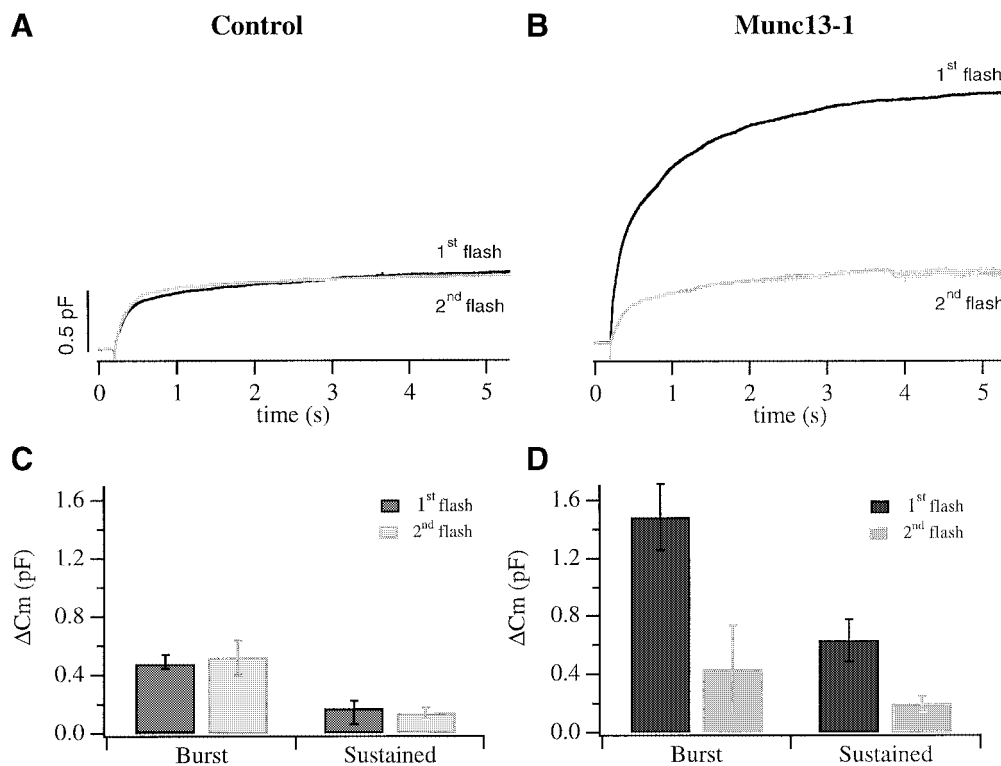 A Control
B Munc13-1
1st flash
2nd flash
0.5 pF
0 1 2 3 4 5
time (s)
1st flash
2nd flash
0 1 2 3 4 5
time (s)
C
1.6
1.2
0.8
0.4
0.0
ΔCm (pF)
1st flash
2nd flash
Burst Sustained
D
1.6
1.2
0.8
0.4
0.0
ΔCm (pF)
1st flash
2nd flash
Burst Sustained